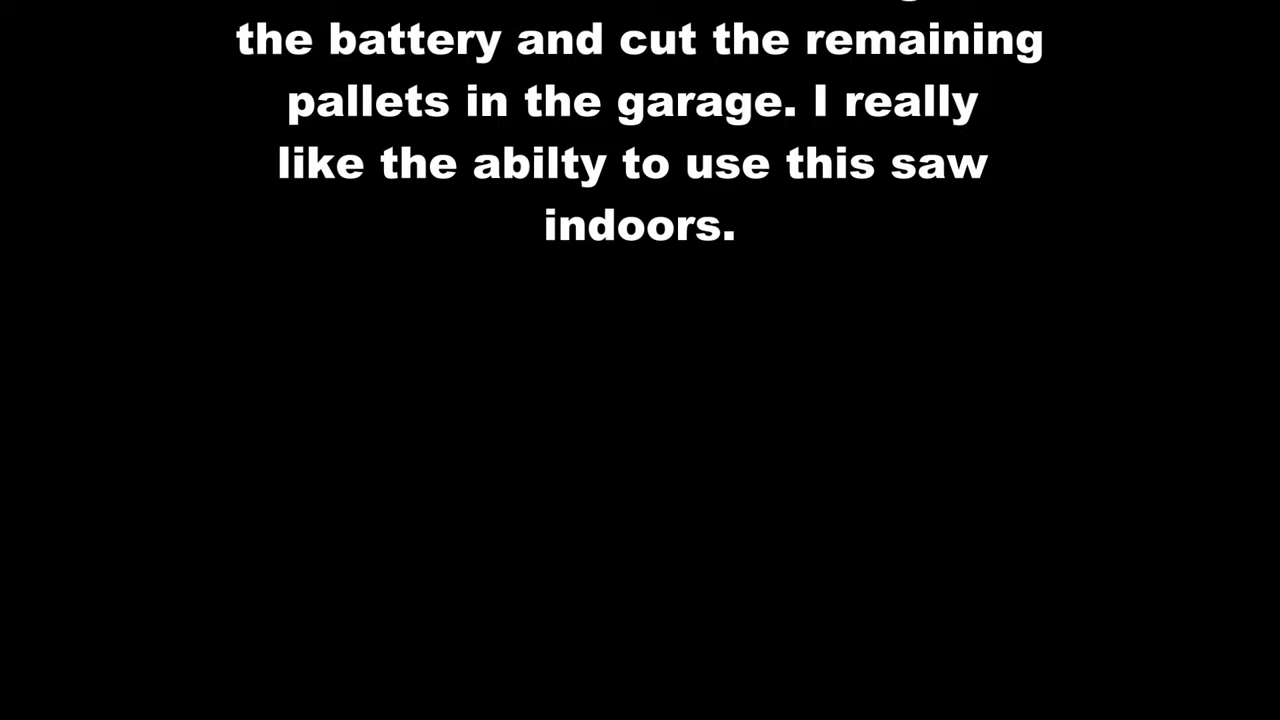 the battery and cut the remaining
pallets in the garage. I really
like the abilty to use this saw
indoors.